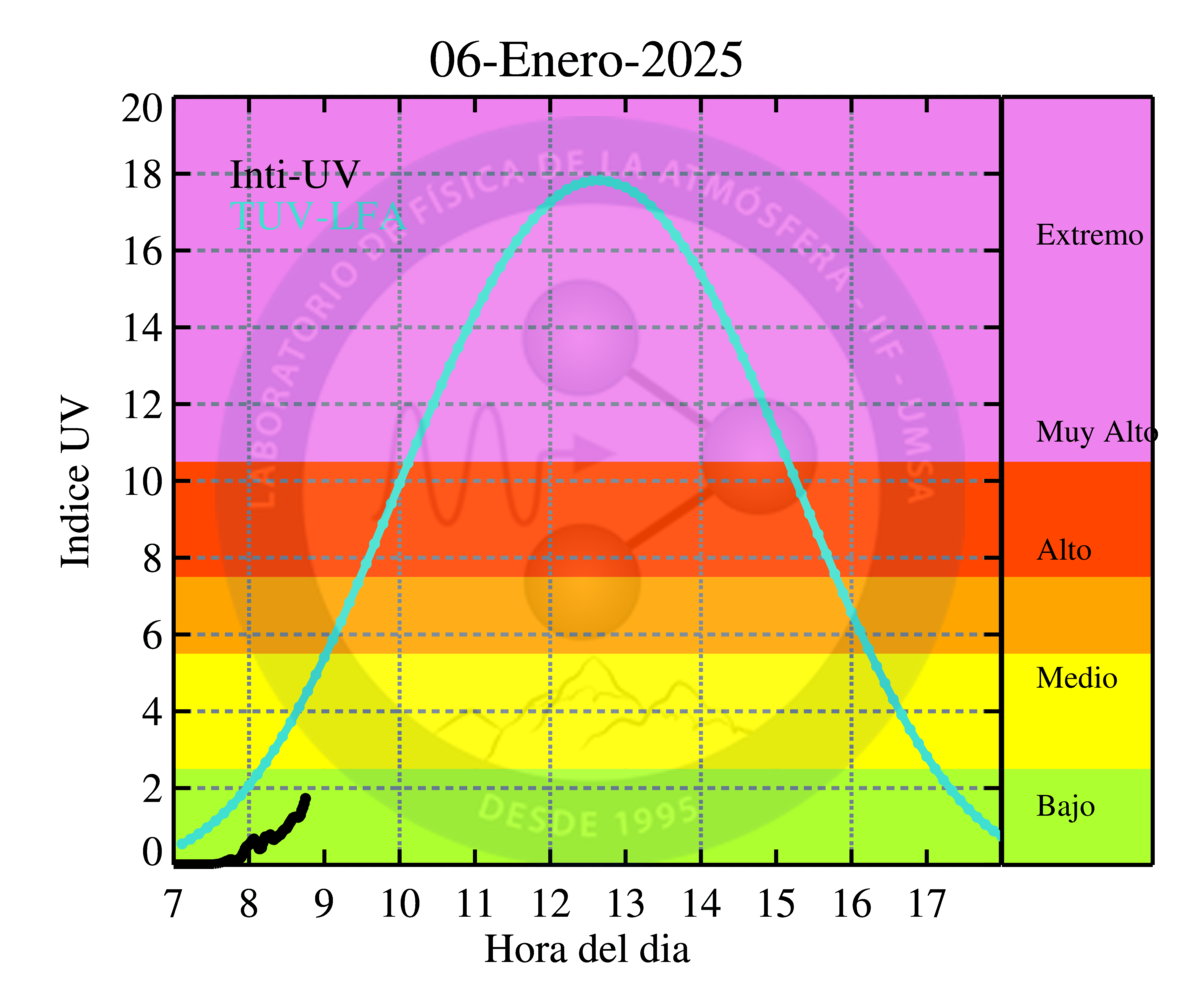 06-Enero-2025
20
18
16
14
12
10
8
6
4
2
0
Indice UV
Inti-UV
TUV-LFA
LABORATORIO DE FÍSICA DE LA ATMÓSFERA - IIF - UMSA
DESDE 1995
Extremo
Muy Alto
Alto
Medio
Bajo
7 8 9 10 11 12 13 14 15 16 17
Hora del dia